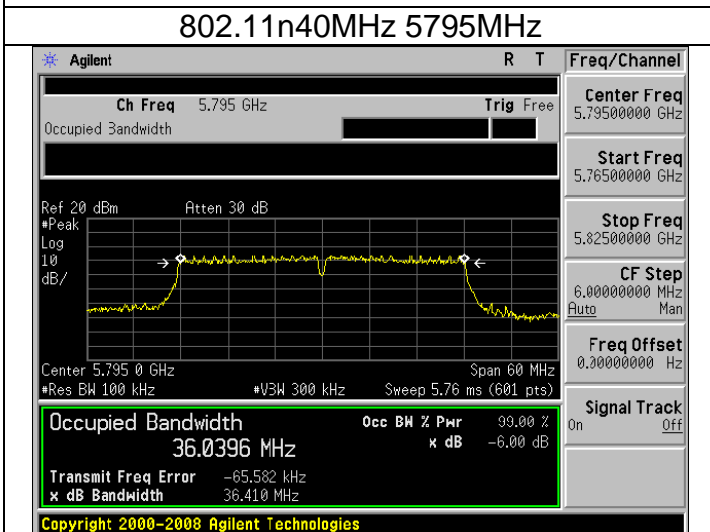 802.11n40MHz 5795MHz
Agilent R T Freq/Channel
Ch Freq 5.795 GHz Trig Free
Occupied Bandwidth
Center Freq
5.79500000 GHz
Start Freq
5.76500000 GHz
Ref 20 dBm Atten 30 dB
#Peak
Log
10
dB/
Stop Freq
5.82500000 GHz
CF Step
6.00000000 MHz
Auto Man
Freq Offset
0.00000000 Hz
Center 5.795 0 GHz Span 60 MHz
#Res BW 100 kHz #VBW 300 kHz Sweep 5.76 ms (601 pts)
Signal Track
On Off
Occupied Bandwidth Occ BW % Pwr 99.00 %
36.0396 MHz x dB -6.00 dB
Transmit Freq Error -65.582 kHz
x dB Bandwidth 36.410 MHz
Copyright 2000-2008 Agilent Technologies